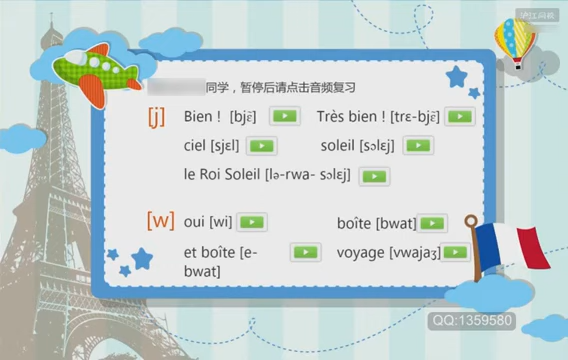 沪江网校
同学，暂停后请点击音频复习
[j] Bien ! [bjɛ̃] Très bien ! [trɛ-bjɛ̃]
ciel [sjɛl] soleil [sɔlɛj]
le Roi Soleil [lə-rwa- sɔlɛj]
[w] oui [wi] boîte [bwat]
et boîte [e-
bwat] voyage [vwajaʒ]
QQ:1359580